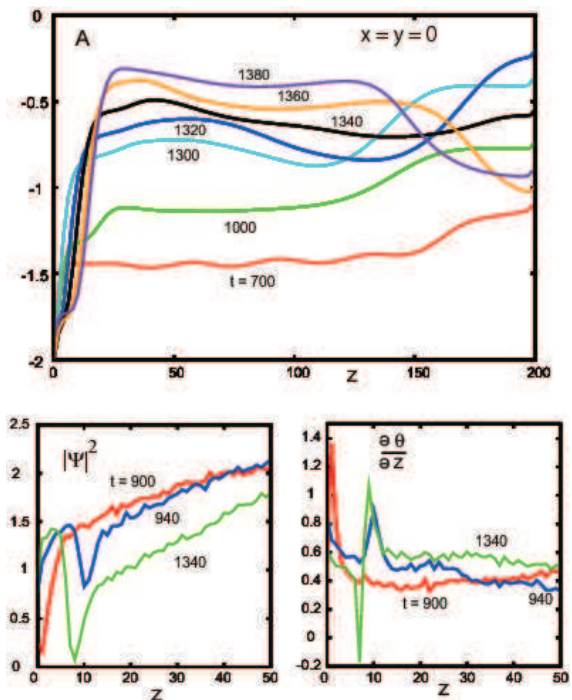 0
A
x = y = 0
1380
1360
-0.5
1340
1320
1300
-1
1000
-1.5
t = 700
-2
0 50 100 150 200
z
2.5
|Ψ|²
2
t = 900
940
1.5
1
1340
0.5
0
0 10 20 30 40 50
z
1.4
∂ θ
∂ z
1.2
1
0.8
1340
0.6
0.4
t = 900
940
0.2
0
-0.2
0 10 20 30 40 50
z